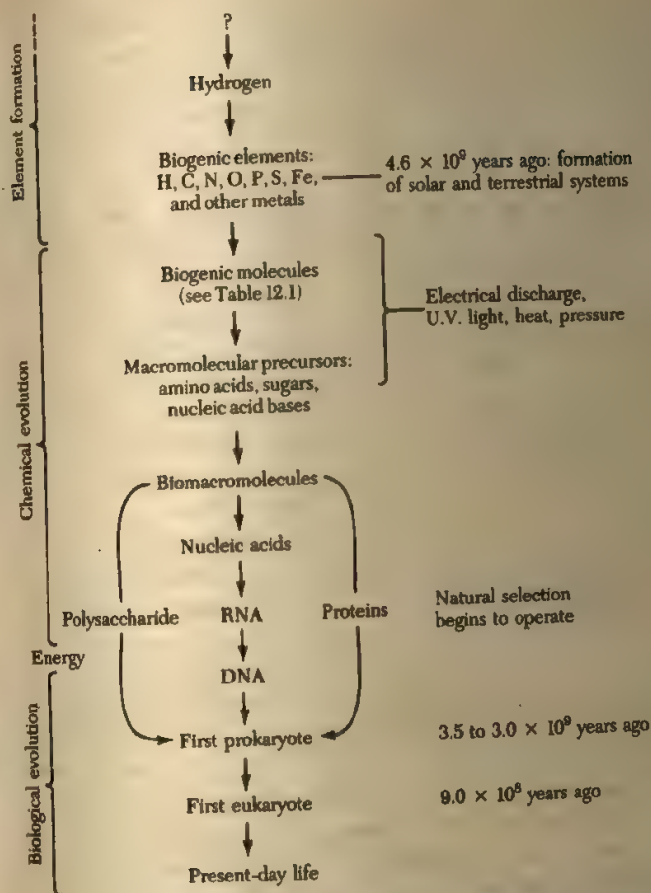 ?
Hydrogen
Element formation
Biogenic elements:
H, C, N, O, P, S, Fe,
and other metals
4.6 × 10⁹ years ago: formation
of solar and terrestrial systems
Biogenic molecules
(see Table 12.1)
Electrical discharge,
U.V. light, heat, pressure
Macromolecular precursors:
amino acids, sugars,
nucleic acid bases
Chemical evolution
Biomacromolecules
Nucleic acids
Polysaccharide RNA Proteins
Natural selection
begins to operate
Energy
DNA
First prokaryote
3.5 to 3.0 × 10⁹ years ago
Biological evolution
First eukaryote
9.0 × 10⁸ years ago
Present-day life